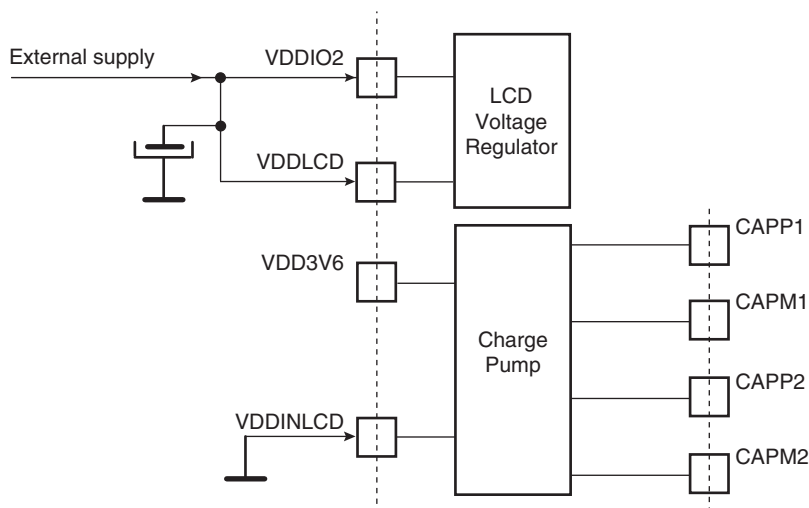 External supply
VDDIO2
LCD
Voltage
Regulator
VDDLCD
VDD3V6
VDDINLCD
Charge
Pump
CAPP1
CAPM1
CAPP2
CAPM2